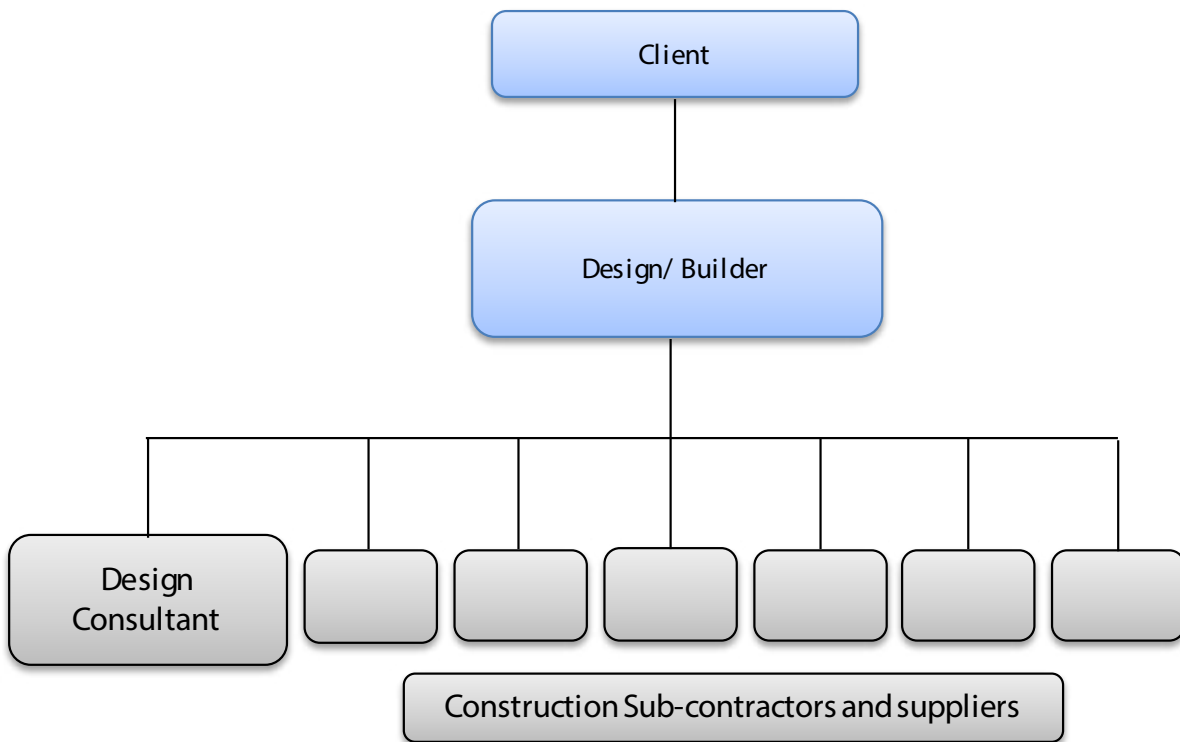 Client
Design/ Builder
Design
Consultant
Construction Sub-contractors and suppliers